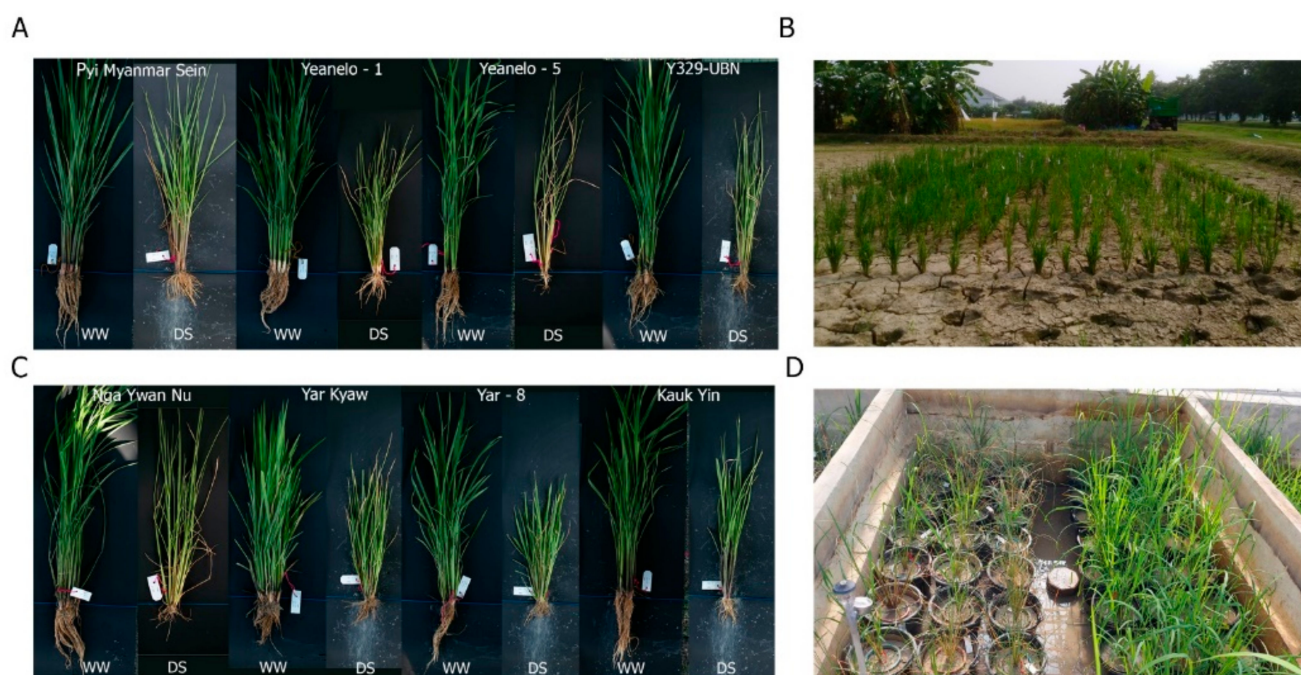 A
B
Pyi Myanmar Sein
Yeanelo - 1
Yeanelo - 5
Y329-UBN
WW
DS
WW
DS
WW
DS
WW
DS
C
D
Nga Ywan Nu
Yar Kyaw
Yar - 8
Kauk Yin
WW
DS
WW
DS
WW
DS
WW
DS